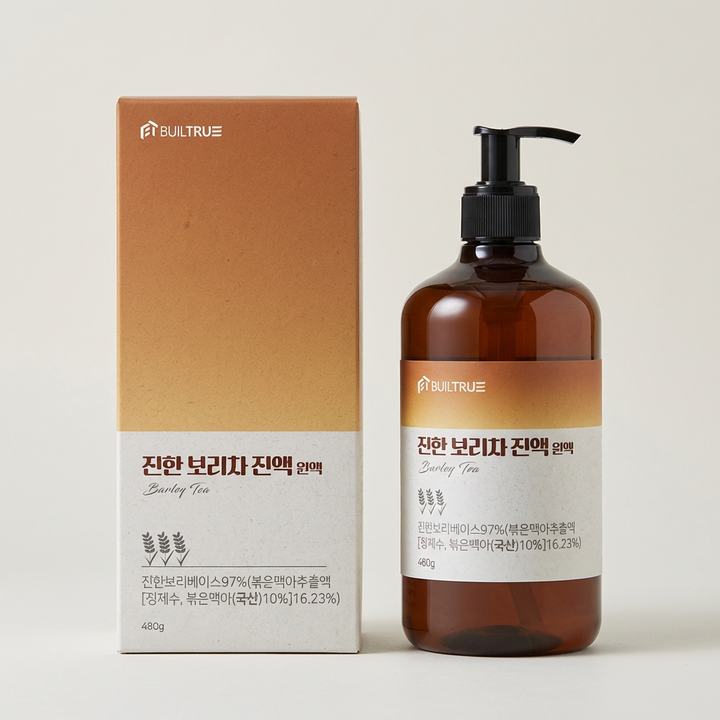 BUILTRUE
진한 보리차 진액 원액
Barley Tea
진한보리베이스97%(볶은맥아추출액
[정제수, 볶은맥아(국산)10%]16.23%)
480g
BUILTRUE
진한 보리차 진액 원액
Barley Tea
진한보리베이스97%(볶은맥아추출액
[정제수, 볶은맥아(국산)10%]16.23%)
480g